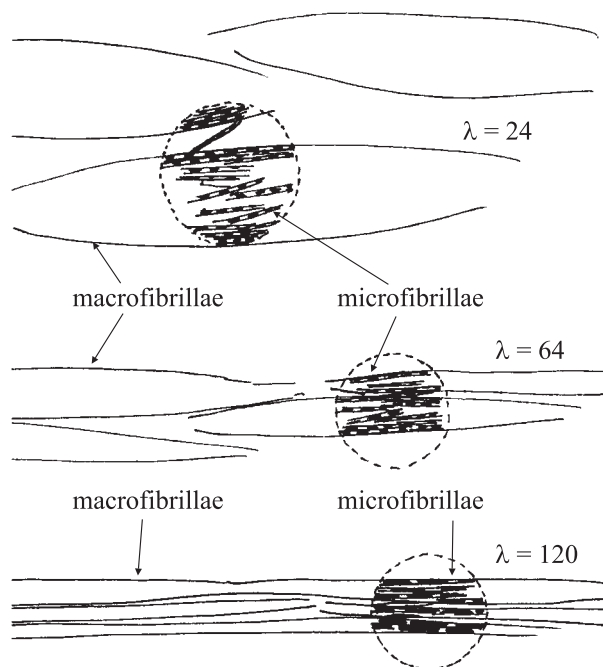 λ = 24
macrofibrillae microfibrillae
λ = 64
macrofibrillae microfibrillae
λ = 120